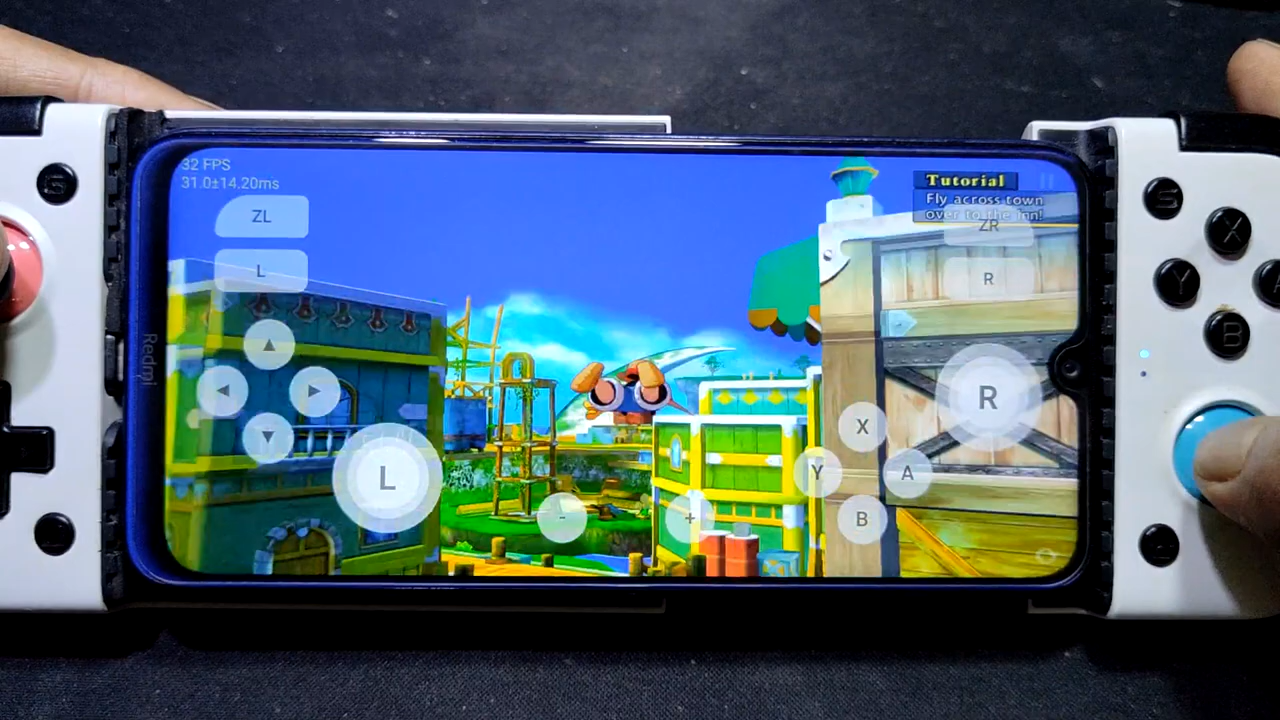 32 FPS
31.0±14.20ms
Tutorial
Fly across town
over to the inn!
ZL
ZR
L
R
Redmi
L
R
X
Y
A
B
-
+
S
X
Y
A
B